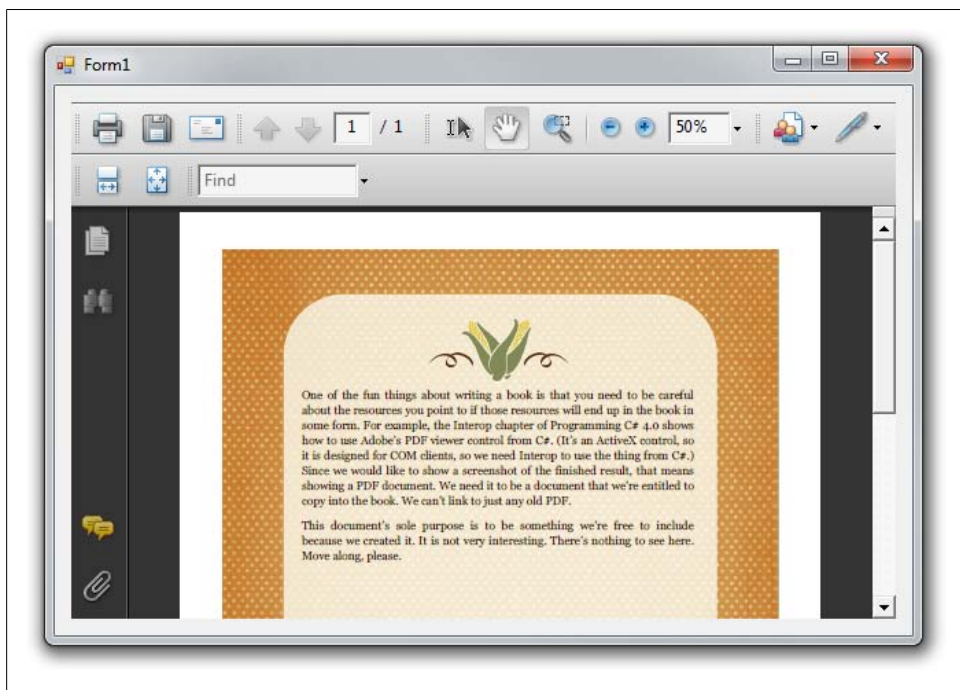 Form1
1 / 1
50%
Find
One of the fun things about writing a book is that you need to be careful
about the resources you point to if those resources will end up in the book in
some form. For example, the Interop chapter of Programming C# 4.0 shows
how to use Adobe's PDF viewer control from C#. (It's an ActiveX control, so
it is designed for COM clients, so we need Interop to use the thing from C#.)
Since we would like to show a screenshot of the finished result, that means
showing a PDF document. We need it to be a document that we're entitled to
copy into the book. We can't link to just any old PDF.
This document's sole purpose is to be something we're free to include
because we created it. It is not very interesting. There's nothing to see here.
Move along, please.